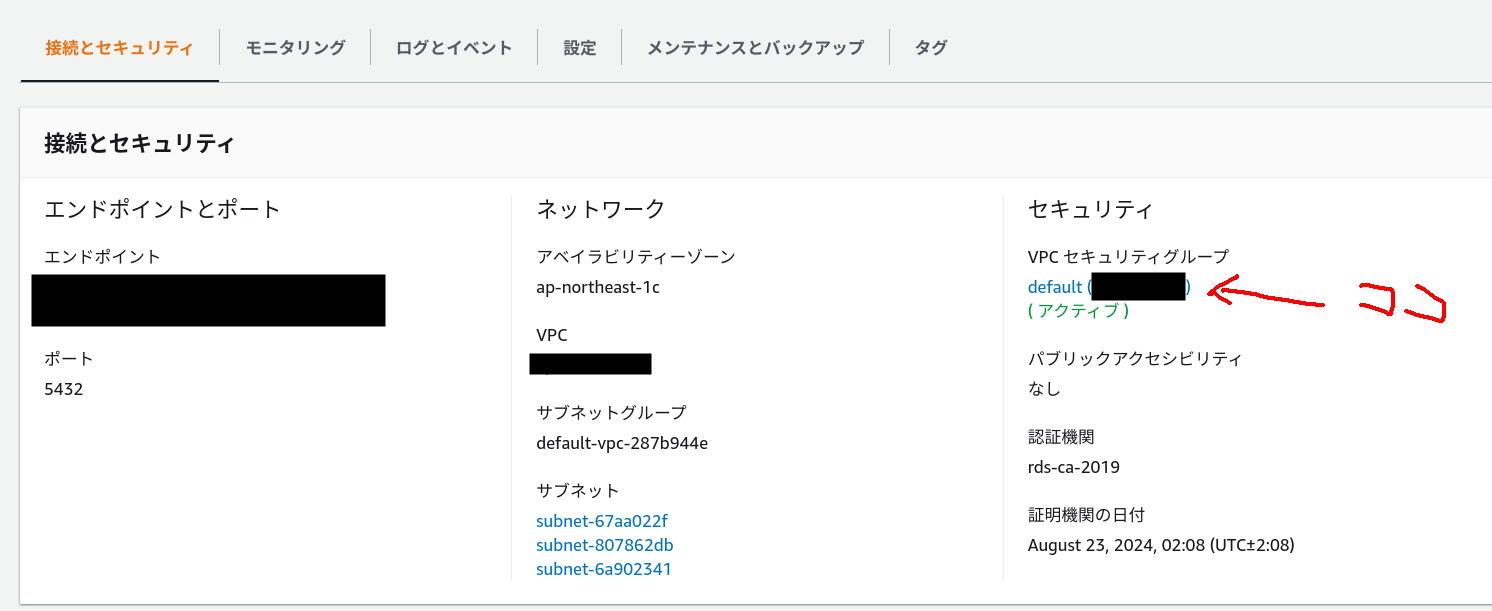 接続とセキュリティ
モニタリング
ログとイベント
設定
メンテナンスとバックアップ
タグ
接続とセキュリティ
エンドポイントとポート
エンドポイント
ポート
5432
ネットワーク
アベイラビリティーゾーン
ap-northeast-1c
VPC
サブネットグループ
default-vpc-287b944e
サブネット
subnet-67aa022f
subnet-807862db
subnet-6a902341
セキュリティ
VPC セキュリティグループ
default ( )
( アクティブ )
ココ
パブリックアクセシビリティ
なし
認証機関
rds-ca-2019
証明機関の日付
August 23, 2024, 02:08 (UTC±2:08)